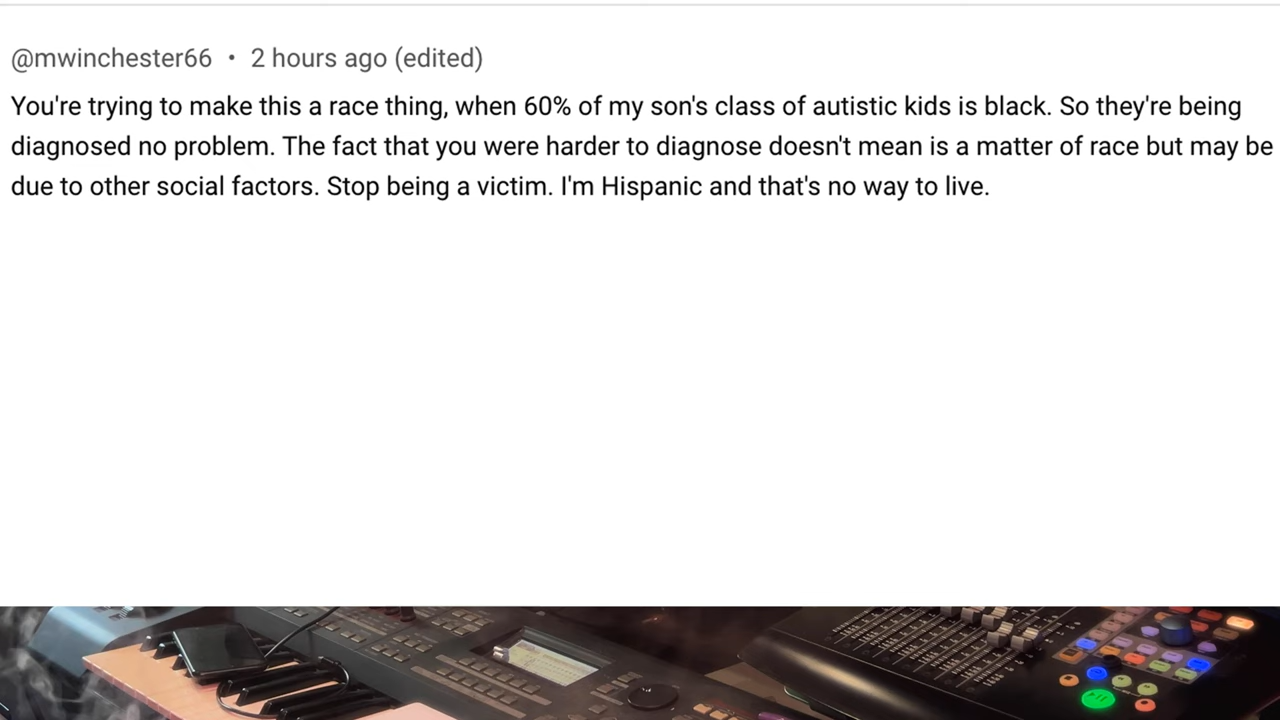 @mwinchester66 • 2 hours ago (edited)
You're trying to make this a race thing, when 60% of my son's class of autistic kids is black. So they're being
diagnosed no problem. The fact that you were harder to diagnose doesn't mean is a matter of race but may be
due to other social factors. Stop being a victim. I'm Hispanic and that's no way to live.